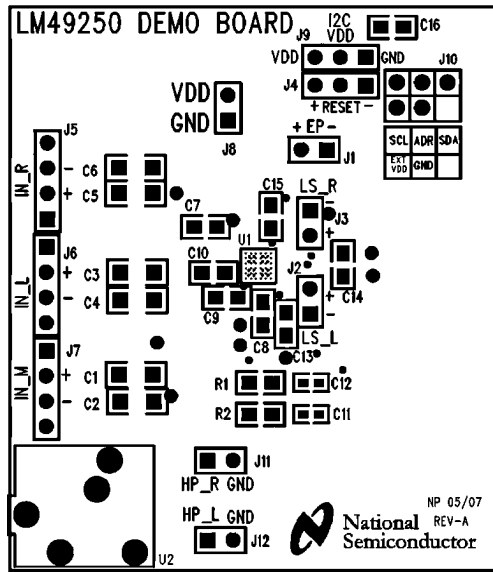 LM49250 DEMO BOARD
I2C
VDD
C16
J9
VDD
GND
J10
J4
+ RESET -
VDD
GND
J8
+ EP -
J1
SCL ADR SDA
EXT
VDD GND
J5
IN_R
-
+
C6
C5
C15
LS_R
-
+
J3
C7
U1
J6
IN_L
+
-
C3
C4
C10
C9
J2
+
-
LS_L
C14
C8
C13
J7
IN_M
+
-
C1
C2
R1
C12
R2
C11
J11
HP_R GND
HP_L GND
J12
U2
NP 05/07
REV-A
National
Semiconductor